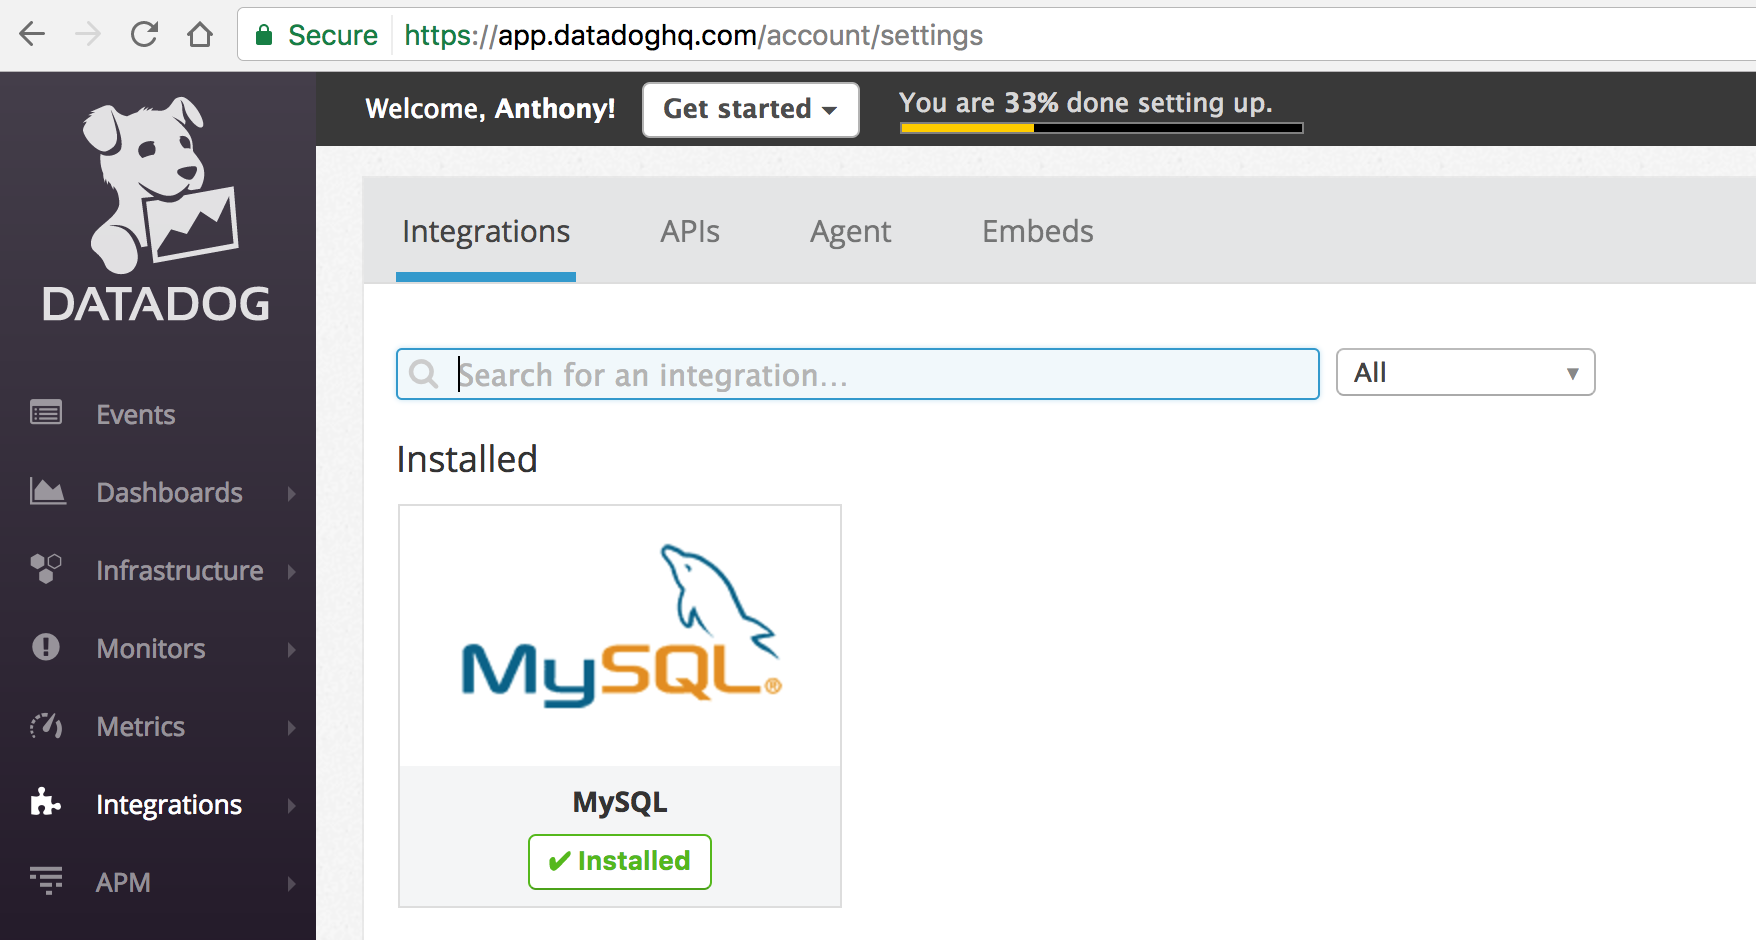 Secure https://app.datadoghq.com/account/settings
Welcome, Anthony! Get started You are 33% done setting up.
DATADOG
Events
Dashboards
Infrastructure
Monitors
Metrics
Integrations
APM
Integrations APIs Agent Embeds
Search for an integration... All
Installed
MySQL®
MySQL
✔ Installed